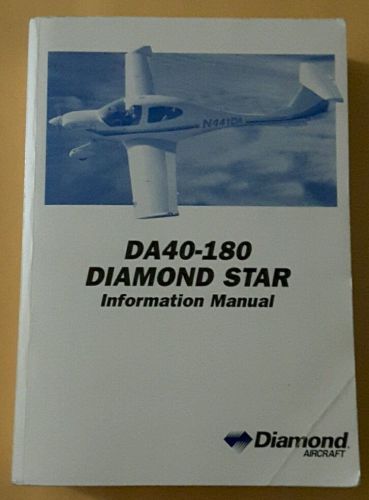 N441DA
DA40-180
DIAMOND STAR
Information Manual
Diamond
AIRCRAFT